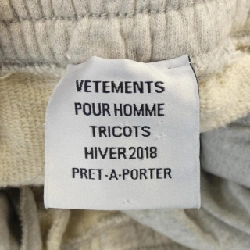 VETEMENTS
POUR HOMME
TRICOTS
HIVER 2018
PRET-A-PORTER